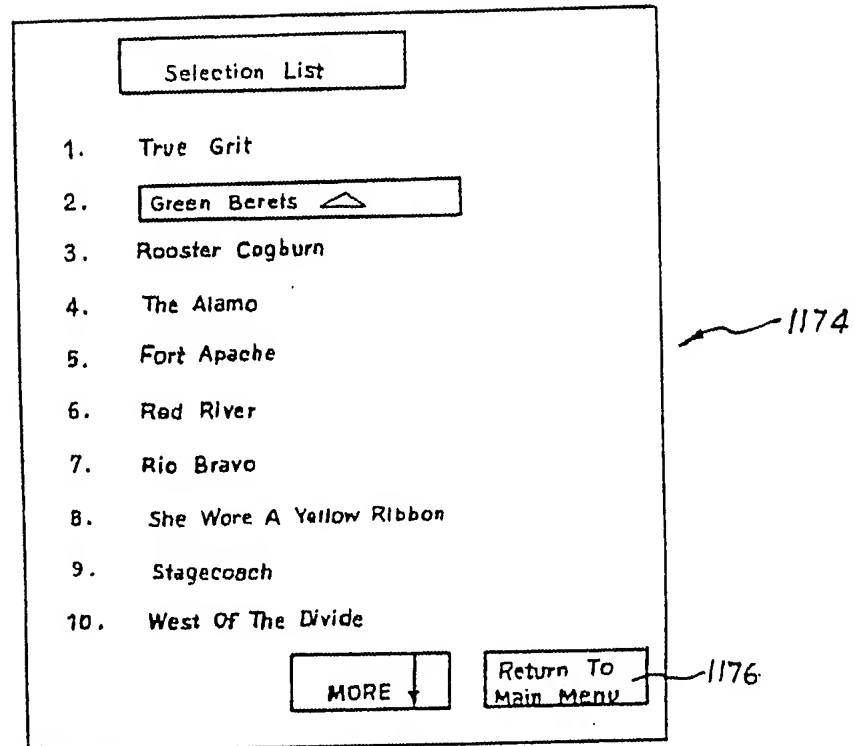 Selection List
1. True Grit
2. Green Berets
3. Rooster Cogburn
4. The Alamo
5. Fort Apache
6. Red River
7. Rio Bravo
8. She Wore A Yellow Ribbon
9. Stagecoach
10. West Of The Divide
MORE
Return To
Main Menu
1174
1176